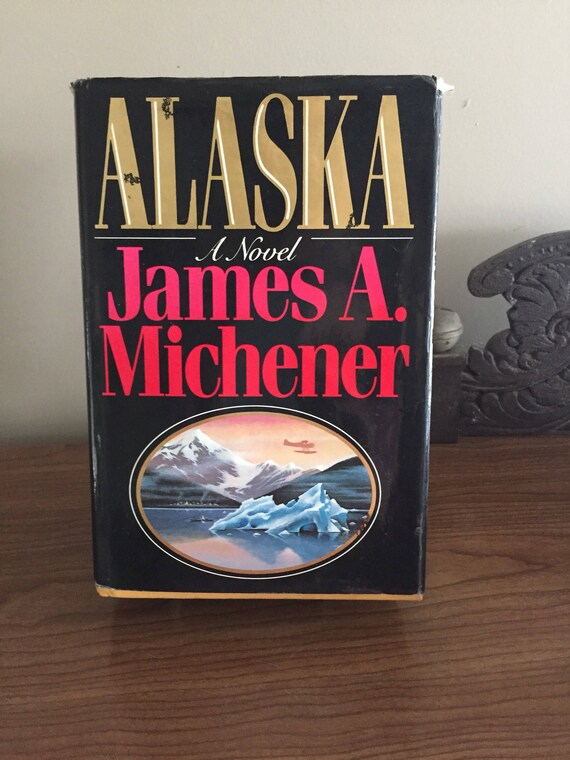 ALASKA
A Novel
James A.
Michener